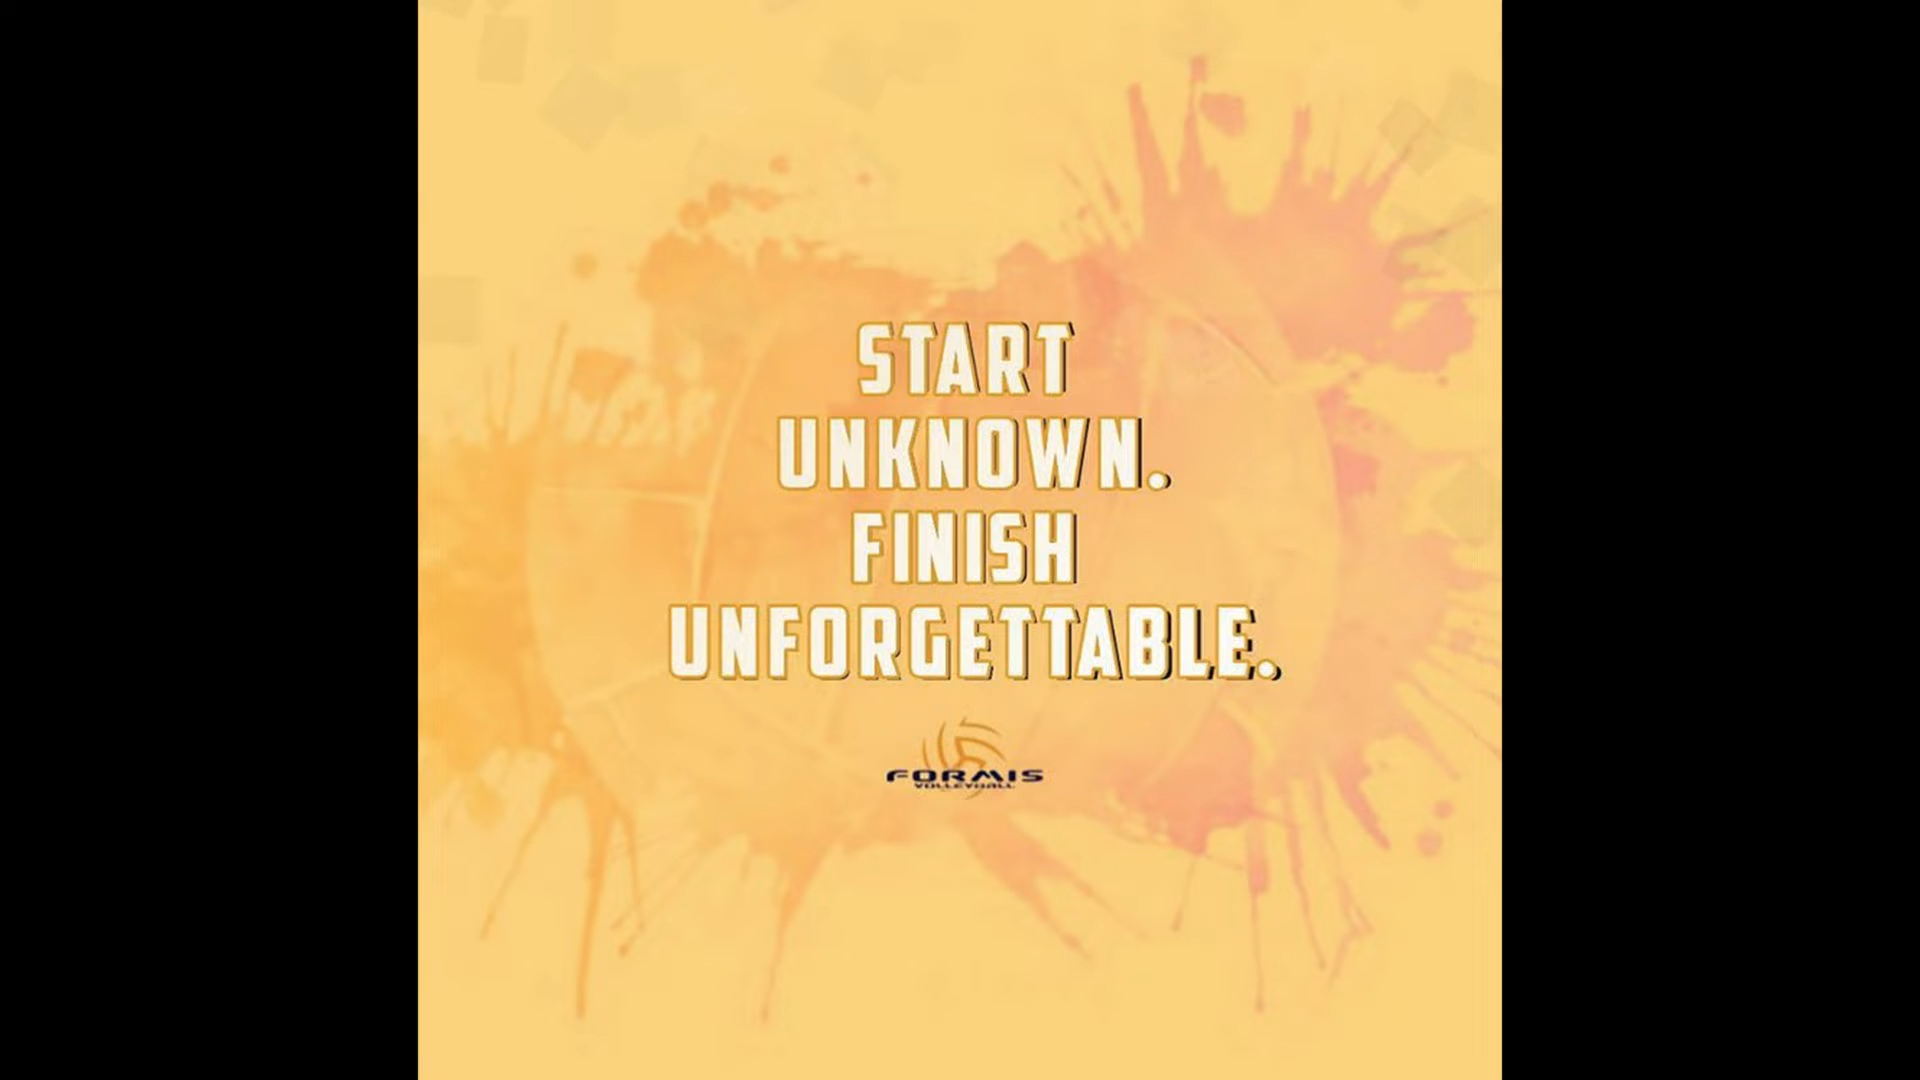 START
UNKNOWN.
FINISH
UNFORGETTABLE.
FORMIS
VOLLEYBALL